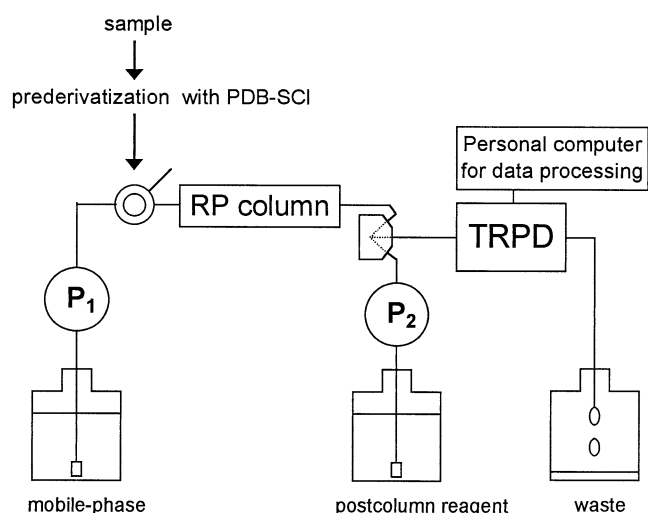 sample
prederivatization with PDB-SCl
Personal computer
for data processing
RP column
TRPD
P₁
P₂
mobile-phase
postcolumn reagent
waste